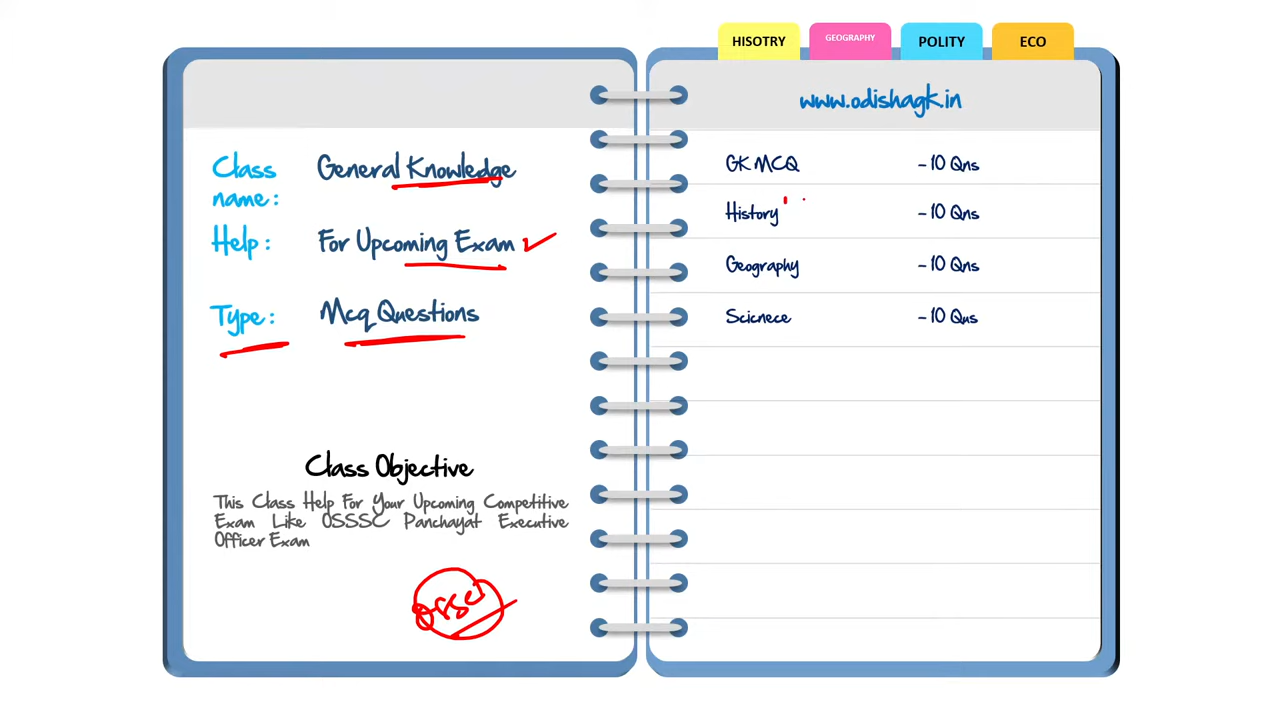 HISOTRY GEOGRAPHY POLITY ECO
www.odishagk.in
Class name: General Knowledge
Help: For Upcoming Exam
Type: Mcq Questions
Class Objective
This Class Help For Your Upcoming Competitive
Exam Like OSSSC Panchayat Executive
Officer Exam
GK MCQ - 10 Qns
History - 10 Qns
Geography - 10 Qns
Scicnece - 10 Qus